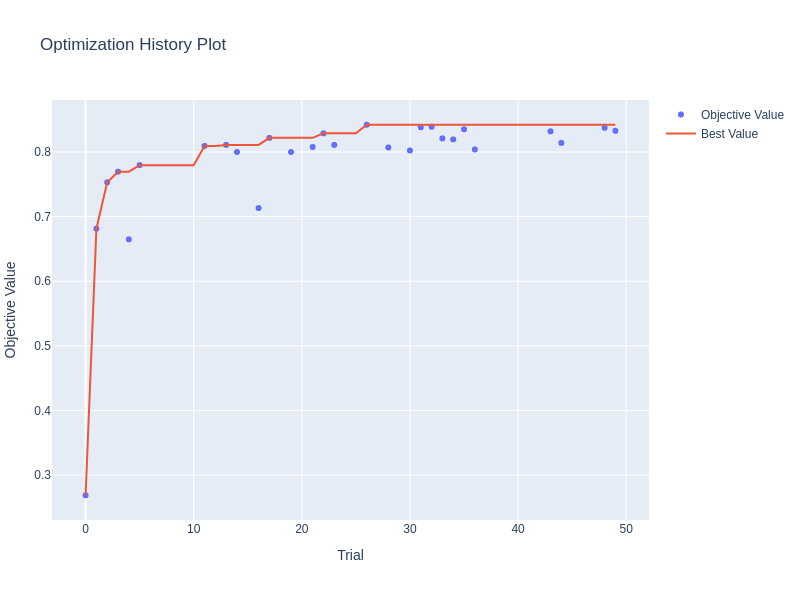 Optimization History Plot
Objective Value
Best Value
0.8
0.7
0.6
0.5
0.4
0.3
Objective Value
0
10
20
30
40
50
Trial